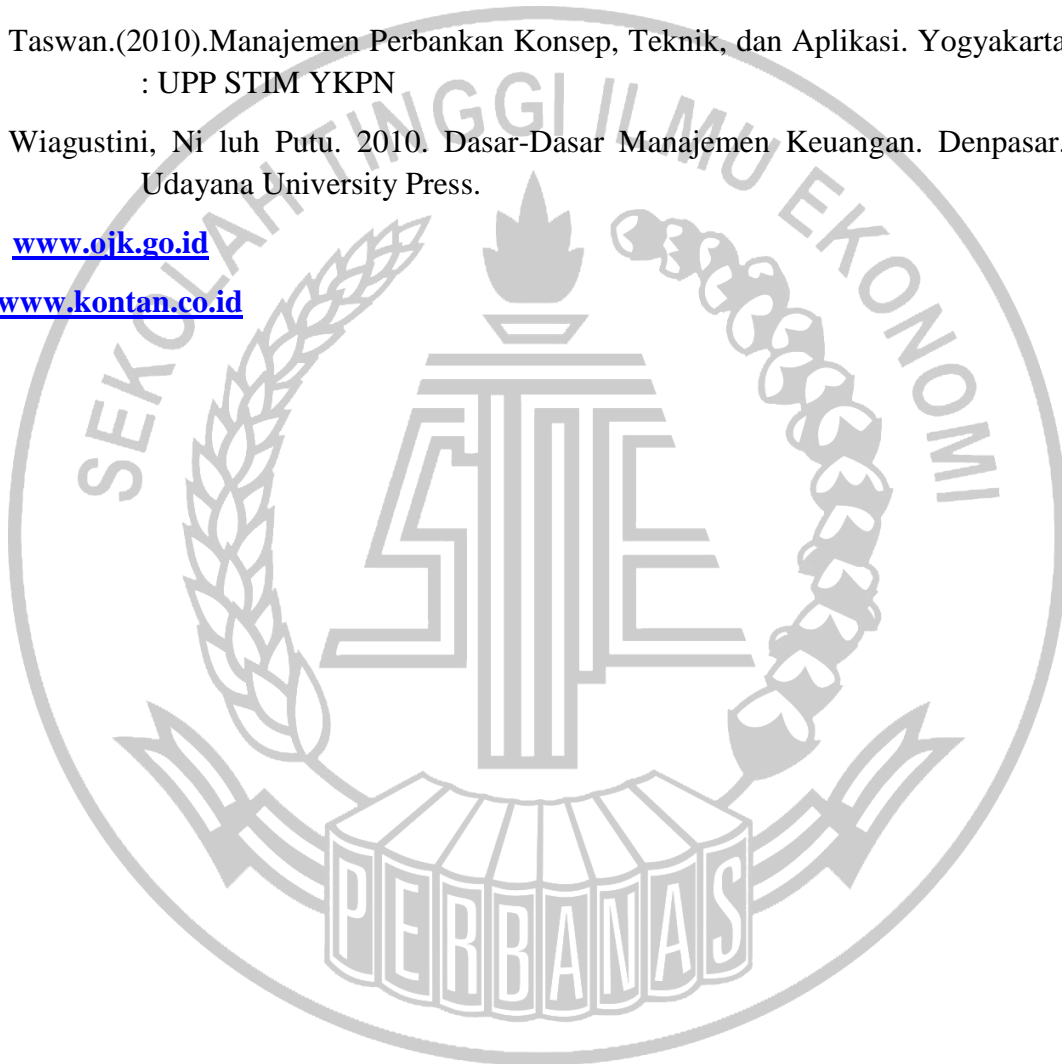 Taswan.(2010).Manajemen Perbankan Konsep, Teknik, dan Aplikasi. Yogyakarta
: UPP STIM YKPN
Wiagustini, Ni luh Putu. 2010. Dasar-Dasar Manajemen Keuangan. Denpasar.
Udayana University Press.
www.ojk.go.id
www.kontan.co.id
SEKOLAH TINGGI ILMU EKONOMI
STIE
PERBANAS